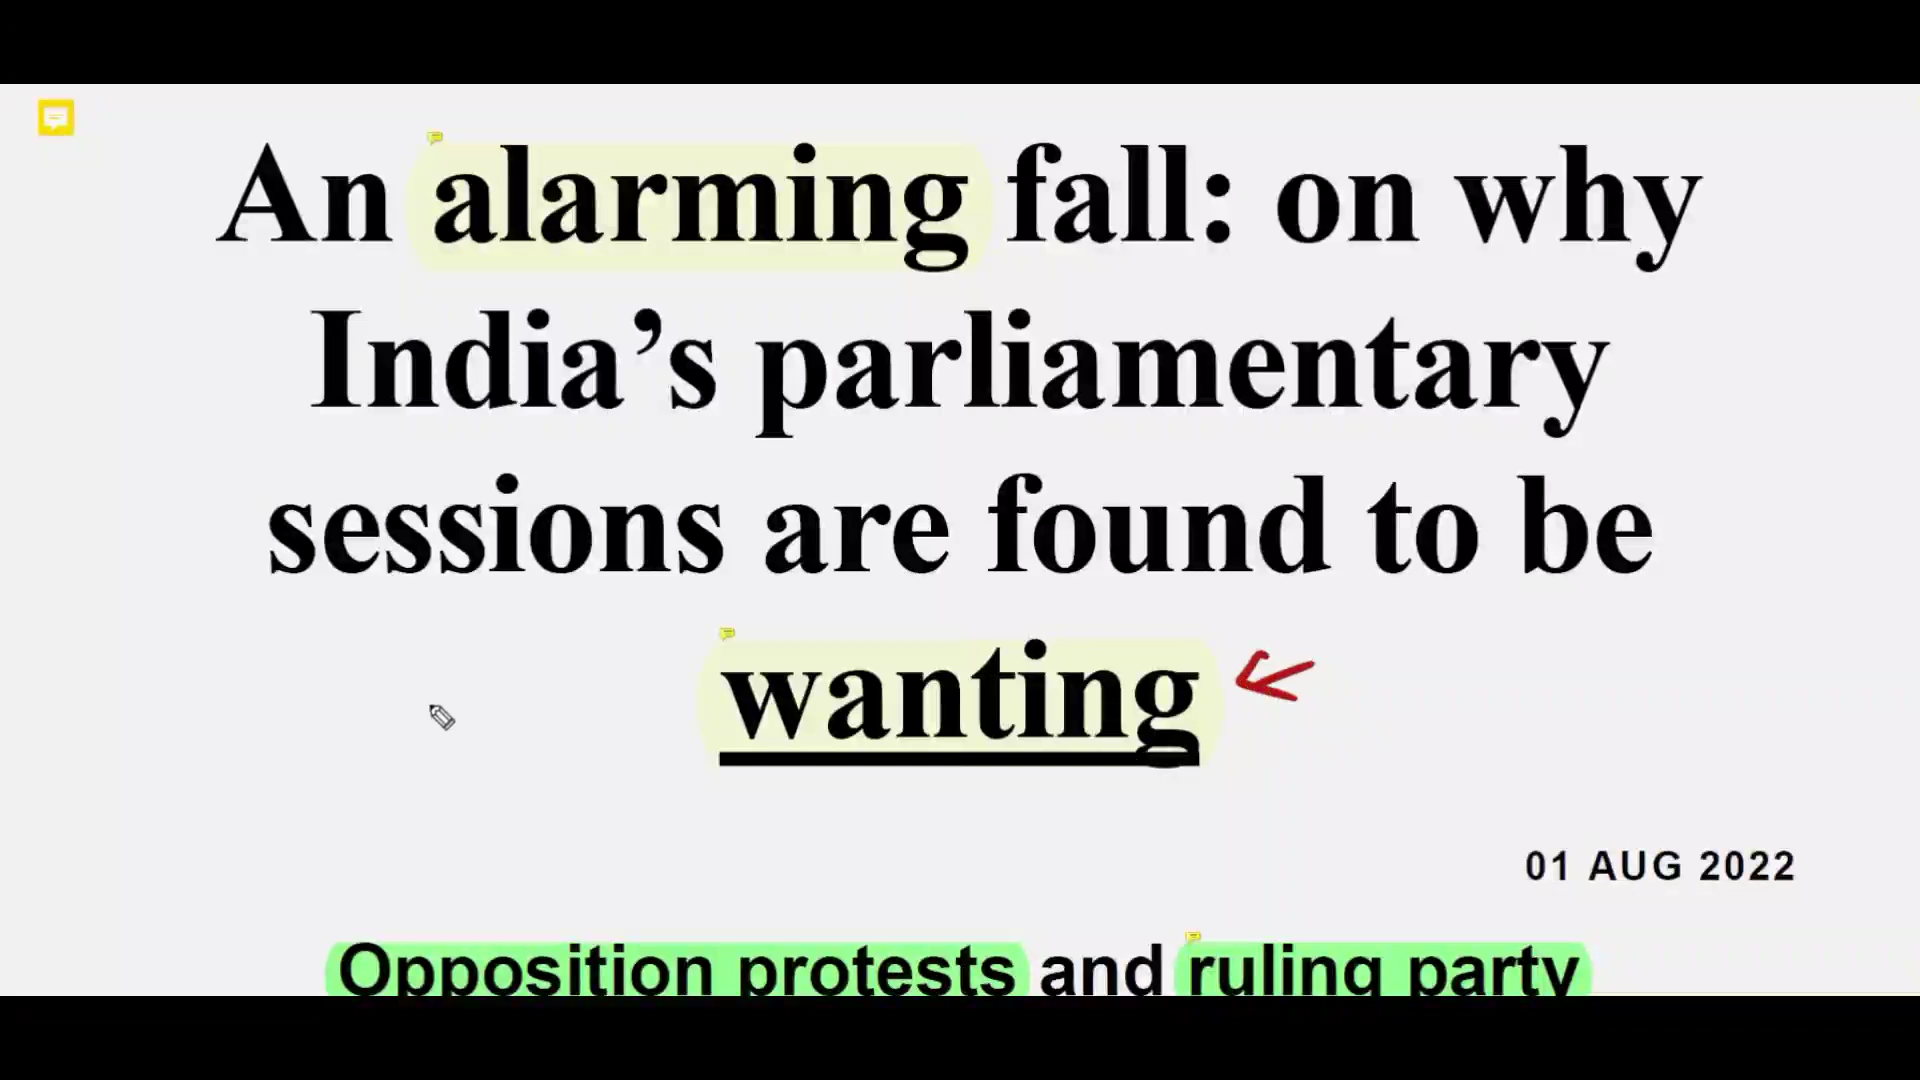 An alarming fall: on why
India’s parliamentary
sessions are found to be
wanting
01 AUG 2022
Opposition protests and ruling party